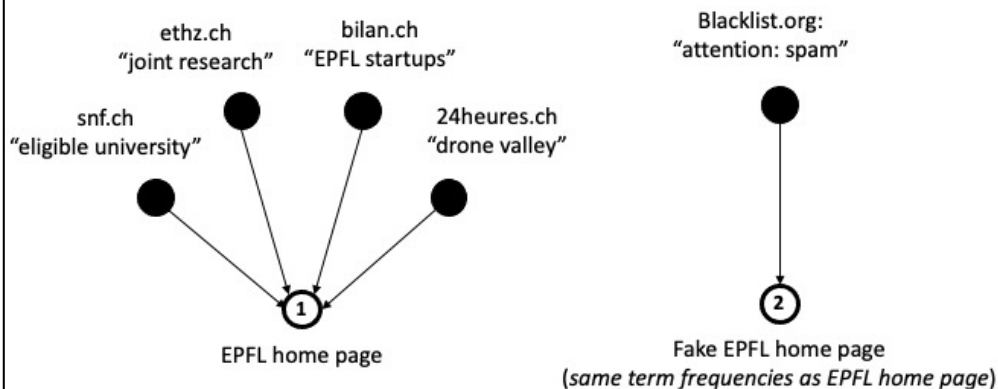 ethz.ch
“joint research”
bilan.ch
“EPFL startups”
snf.ch
“eligible university”
24heures.ch
“drone valley”
1
EPFL home page
Blacklist.org:
“attention: spam”
2
Fake EPFL home page
(same term frequencies as EPFL home page)